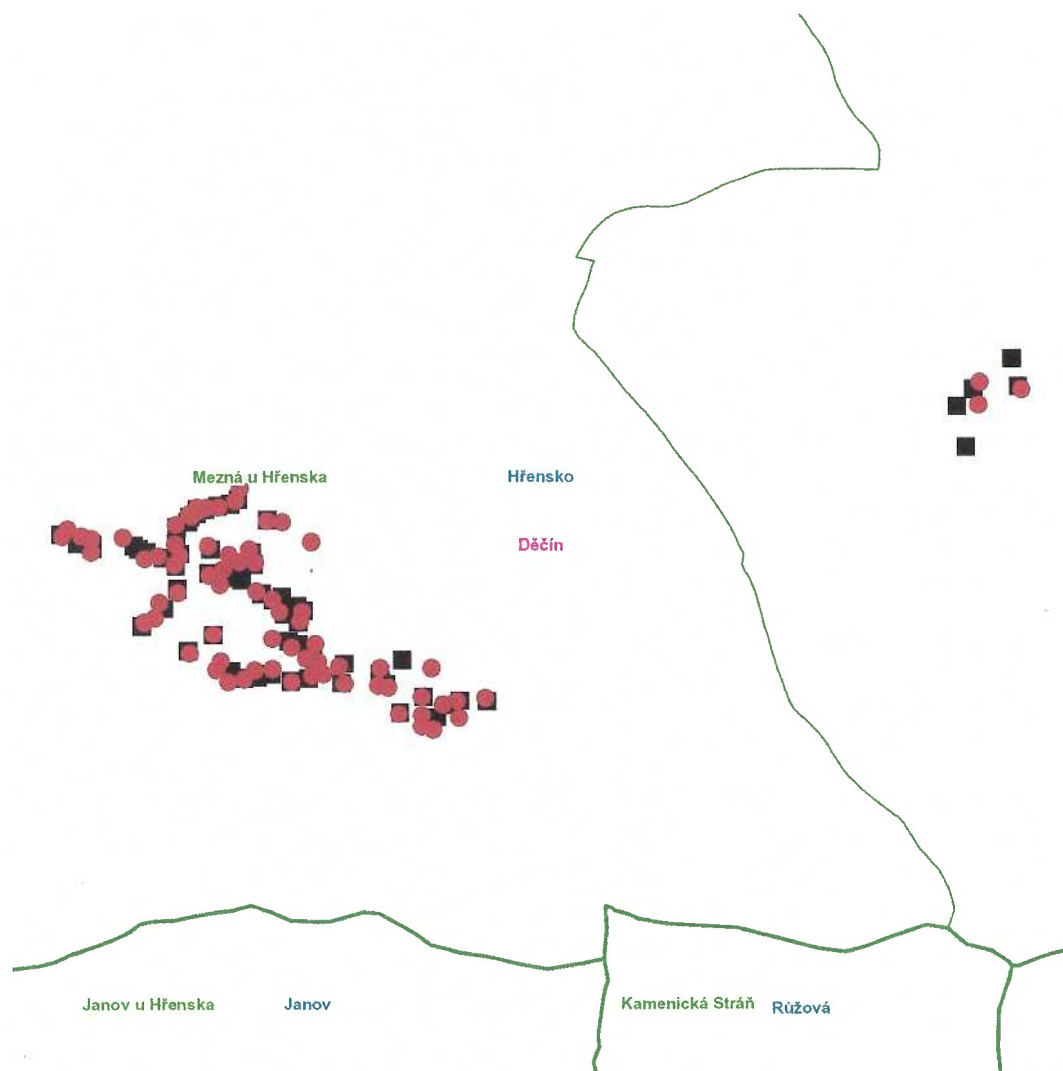 Mezná u Hřenska
Hřensko
Děčín
Janov u Hřenska
Janov
Kamenická Stráň
Růžová